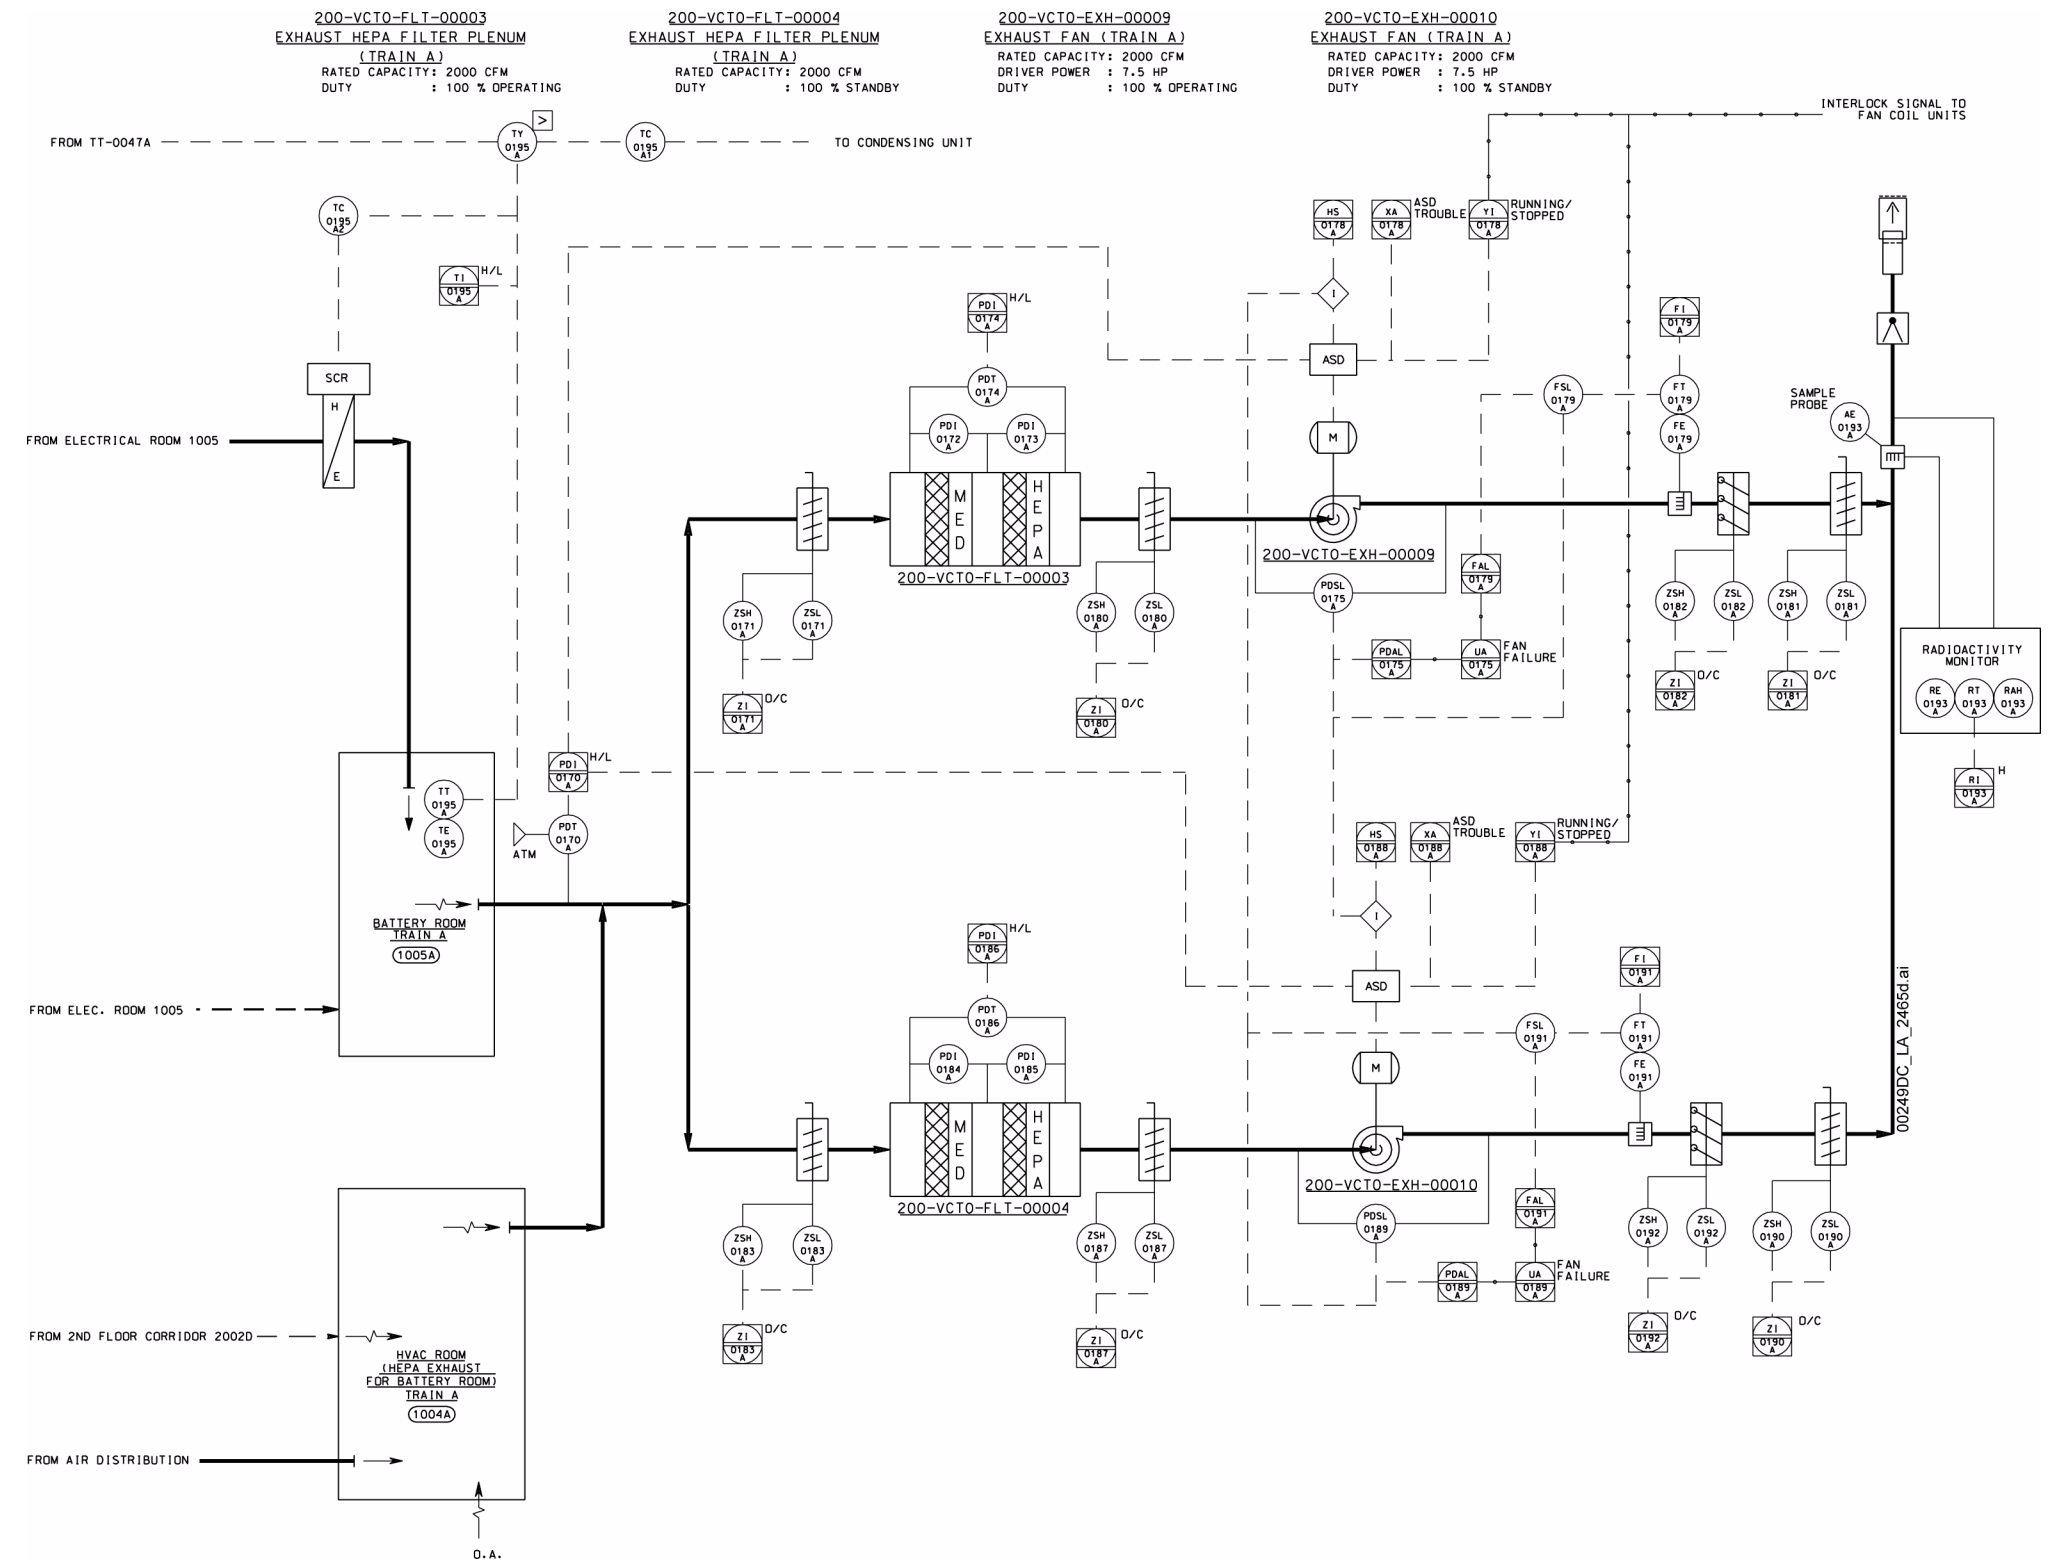 200-VCTO-FLT-00003
EXHAUST HEPA FILTER PLENUM
(TRAIN A)
RATED CAPACITY: 2000 CFM
DUTY : 100 % OPERATING
200-VCTO-FLT-00004
EXHAUST HEPA FILTER PLENUM
(TRAIN A)
RATED CAPACITY: 2000 CFM
DUTY : 100 % STANDBY
200-VCTO-EXH-00009
EXHAUST FAN (TRAIN A)
RATED CAPACITY: 2000 CFM
DRIVER POWER : 7.5 HP
DUTY : 100 % OPERATING
200-VCTO-EXH-00010
EXHAUST FAN (TRAIN A)
RATED CAPACITY: 2000 CFM
DRIVER POWER : 7.5 HP
DUTY : 100 % STANDBY
INTERLOCK SIGNAL TO
FAN COIL UNITS
FROM TT-0047A
TY
0195
A
>
TC
0195
A1
TO CONDENSING UNIT
TC
0195
A2
TI
0195
A
H/L
HS
0178
A
XA
0178
A
ASD
TROUBLE
YI
0178
A
RUNNING/
STOPPED
I
PDI
0174
A
H/L
FI
0179
A
ASD
SCR
H
E
PDT
0174
A
FSL
0179
A
FT
0179
A
FE
0179
A
SAMPLE
PROBE
AE
0193
A
FROM ELECTRICAL ROOM 1005
PDI
0172
A
PDI
0173
A
M
MED
HEPA
200-VCTO-FLT-00003
200-VCTO-EXH-00009
ZSH
0171
A
ZSL
0171
A
ZSH
0180
A
ZSL
0180
A
PDSL
0175
A
FAL
0179
A
ZSH
0182
A
ZSL
0182
A
ZSH
0181
A
ZSL
0181
A
PDAL
0175
A
UA
0175
A
FAN
FAILURE
RADIOACTIVITY
MONITOR
RE
0193
A
RT
0193
A
RAH
0193
A
ZI
0171
A
O/C
ZI
0180
A
O/C
ZI
0182
A
O/C
ZI
0181
A
O/C
RI
0193
A
H
PDI
0170
A
H/L
TT
0195
A
TE
0195
A
ATM
PDT
0170
A
HS
0188
A
XA
0188
A
ASD
TROUBLE
YI
0188
A
RUNNING/
STOPPED
I
BATTERY ROOM
TRAIN A
1005A
PDI
0186
A
H/L
FI
0191
A
ASD
FROM ELEC. ROOM 1005
PDT
0186
A
FSL
0191
A
FT
0191
A
FE
0191
A
PDI
0184
A
PDI
0185
A
M
00249DC_LA_2465d.ai
MED
HEPA
200-VCTO-FLT-00004
200-VCTO-EXH-00010
ZSH
0183
A
ZSL
0183
A
ZSH
0187
A
ZSL
0187
A
PDSL
0189
A
FAL
0191
A
ZSH
0192
A
ZSL
0192
A
ZSH
0190
A
ZSL
0190
A
PDAL
0189
A
UA
0189
A
FAN
FAILURE
ZI
0183
A
O/C
ZI
0187
A
O/C
ZI
0192
A
O/C
ZI
0190
A
O/C
FROM 2ND FLOOR CORRIDOR 2002D
HVAC ROOM
(HEPA EXHAUST
FOR BATTERY ROOM)
TRAIN A
1004A
FROM AIR DISTRIBUTION
O.A.